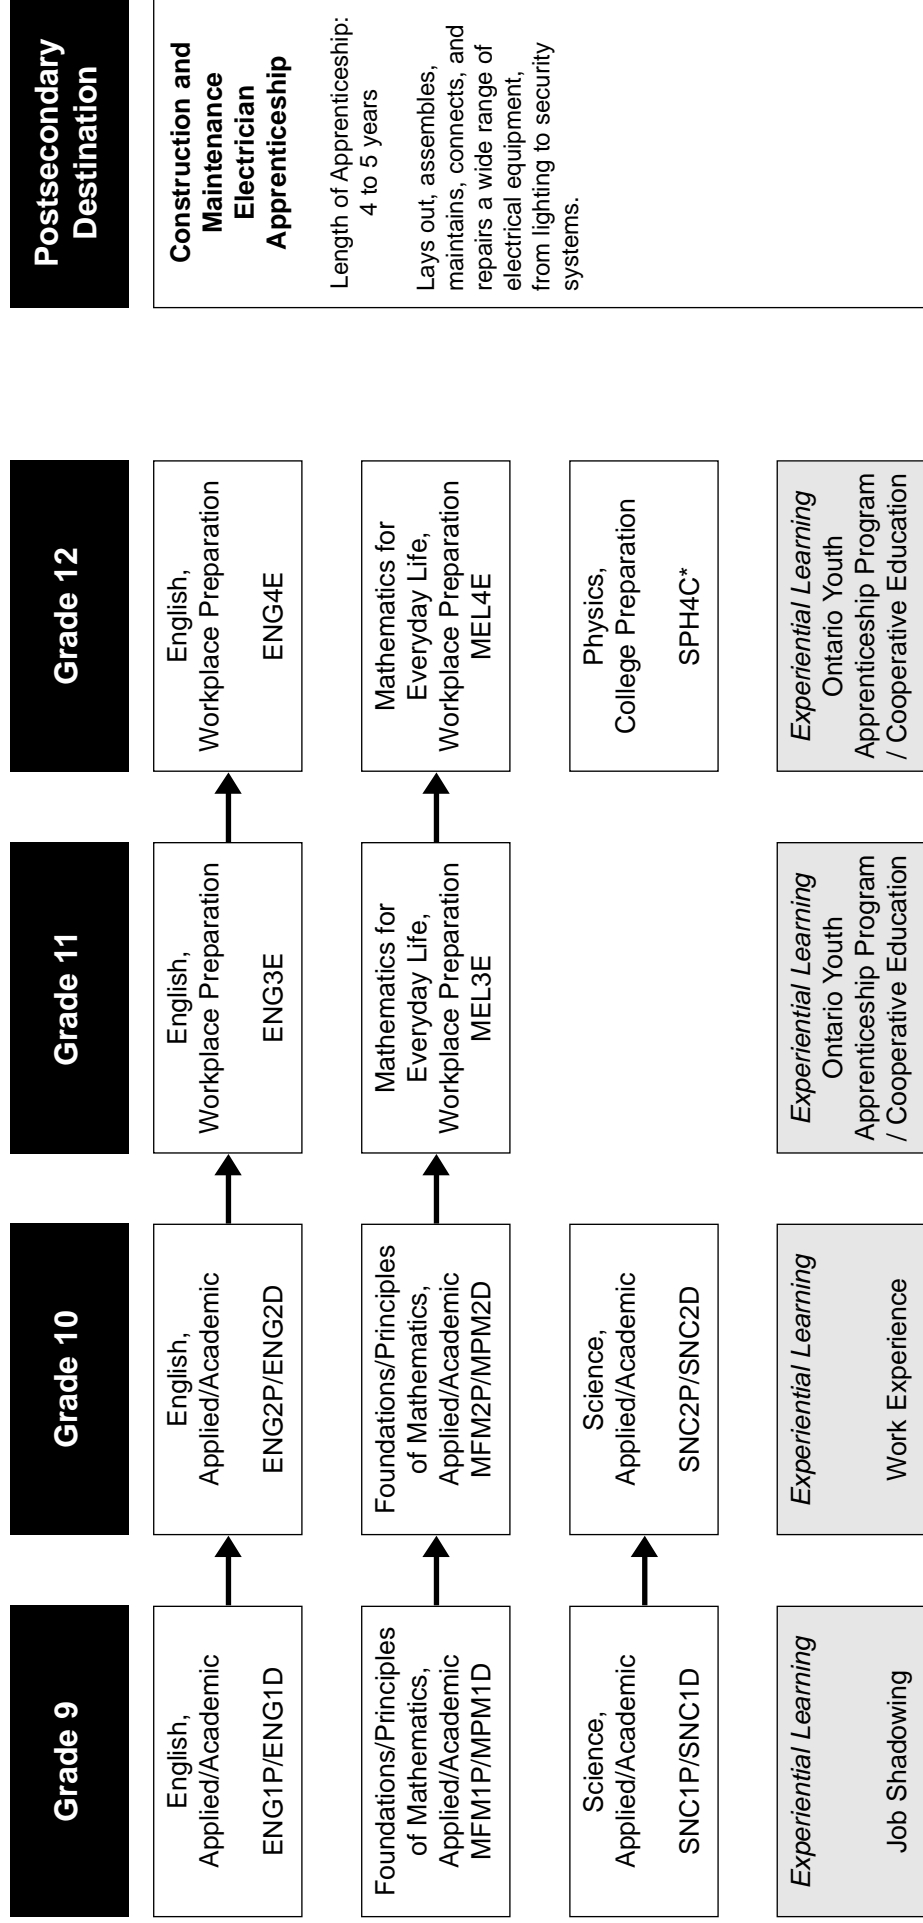 Grade 9
Grade 10
Grade 11
Grade 12
Postsecondary
Destination
English,
Applied/Academic
ENG1P/ENG1D
English,
Applied/Academic
ENG2P/ENG2D
English,
Workplace Preparation
ENG3E
English,
Workplace Preparation
ENG4E
Construction and
Maintenance
Electrician
Apprenticeship
Length of Apprenticeship:
4 to 5 years
Lays out, assembles,
maintains, connects, and
repairs a wide range of
electrical equipment,
from lighting to security
systems.
Foundations/Principles
of Mathematics,
Applied/Academic
MFM1P/MPM1D
Foundations/Principles
of Mathematics,
Applied/Academic
MFM2P/MPM2D
Mathematics for
Everyday Life,
Workplace Preparation
MEL3E
Mathematics for
Everyday Life,
Workplace Preparation
MEL4E
Science,
Applied/Academic
SNC1P/SNC1D
Science,
Applied/Academic
SNC2P/SNC2D
Physics,
College Preparation
SPH4C*
Experiential Learning
Job Shadowing
Experiential Learning
Work Experience
Experiential Learning
Ontario Youth
Apprenticeship Program
/ Cooperative Education
Experiential Learning
Ontario Youth
Apprenticeship Program
/ Cooperative Education